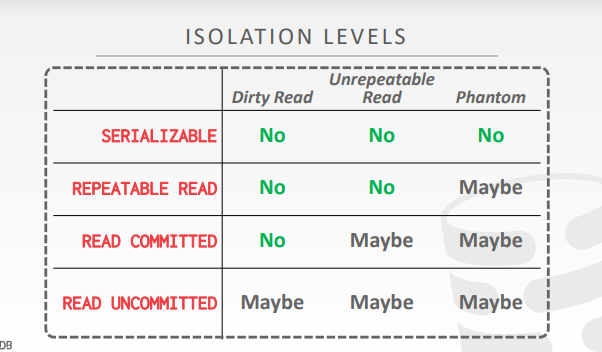 ISOLATION LEVELS
Unrepeatable
Dirty Read Read Phantom
SERIALIZABLE No No No
REPEATABLE READ No No Maybe
READ COMMITTED No Maybe Maybe
READ UNCOMMITTED Maybe Maybe Maybe
DB